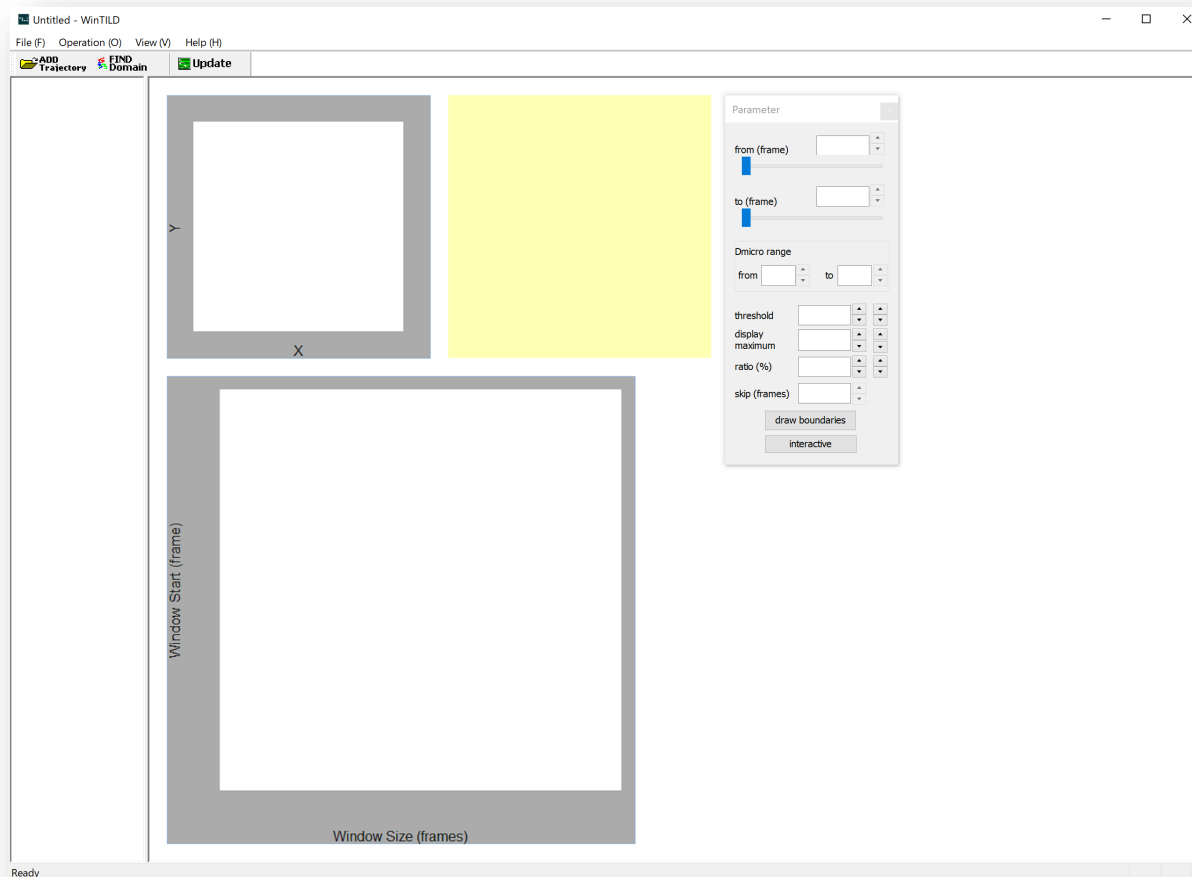 Untitled - WinTILD
File (F) Operation (O) View (V) Help (H)
ADD Trajectory FIND Domain Update
Y
X
Window Start (frame)
Window Size (frames)
Parameter
from (frame)
to (frame)
Dmicro range
from to
threshold
display
maximum
ratio (%)
skip (frames)
draw boundaries
interactive
Ready